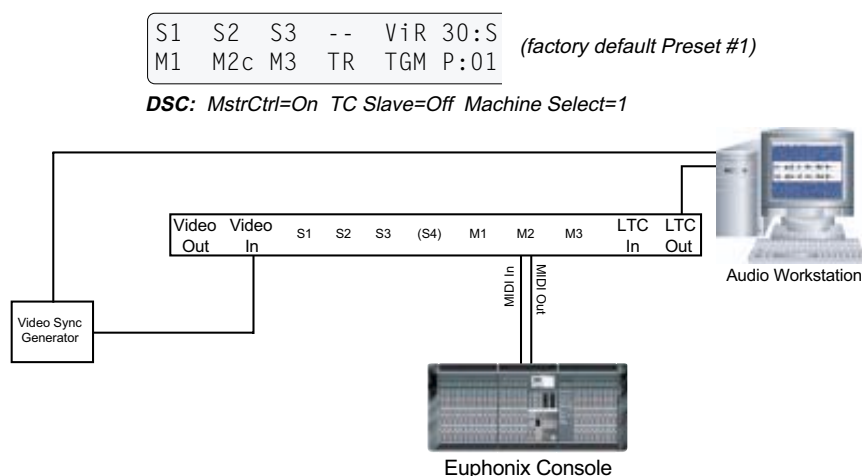 S1 S2 S3 -- ViR 30:S
M1 M2c M3 TR TGM P:01
(factory default Preset #1)
DSC: MstrCtrl=On TC Slave=Off Machine Select=1
Video Out
Video In
S1
S2
S3
(S4)
M1
M2
M3
LTC In
LTC Out
Audio Workstation
MIDI In
MIDI Out
Video Sync
Generator
Euphonix Console